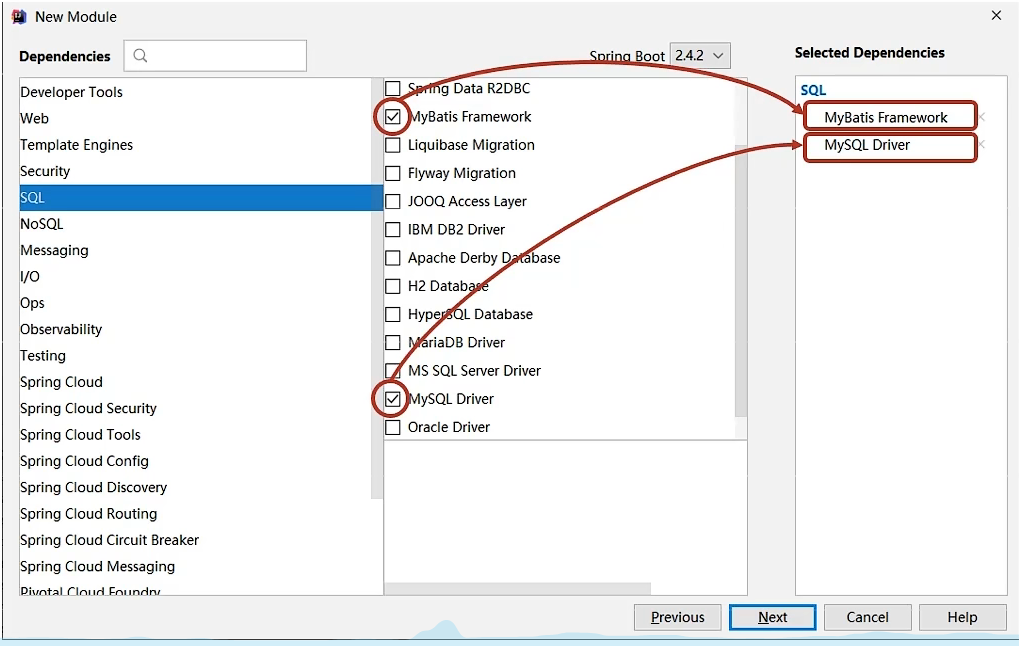 New Module
Dependencies
Spring Boot 2.4.2
Selected Dependencies
Developer Tools
Web
Template Engines
Security
SQL
NoSQL
Messaging
I/O
Ops
Observability
Testing
Spring Cloud
Spring Cloud Security
Spring Cloud Tools
Spring Cloud Config
Spring Cloud Discovery
Spring Cloud Routing
Spring Cloud Circuit Breaker
Spring Cloud Messaging
Pivotal Cloud Foundry
Spring Data R2DBC
MyBatis Framework
Liquibase Migration
Flyway Migration
JOOQ Access Layer
IBM DB2 Driver
Apache Derby Database
H2 Database
HyperSQL Database
MariaDB Driver
MS SQL Server Driver
MySQL Driver
Oracle Driver
SQL
MyBatis Framework
MySQL Driver
Previous
Next
Cancel
Help